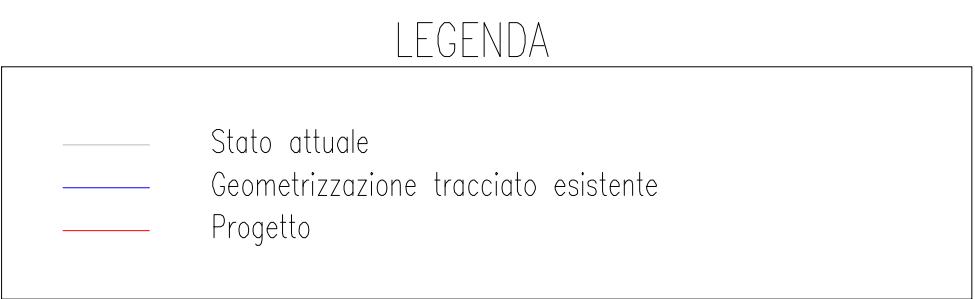 LEGENDA
Stato attuale
Geometrizzazione tracciato esistente
Progetto